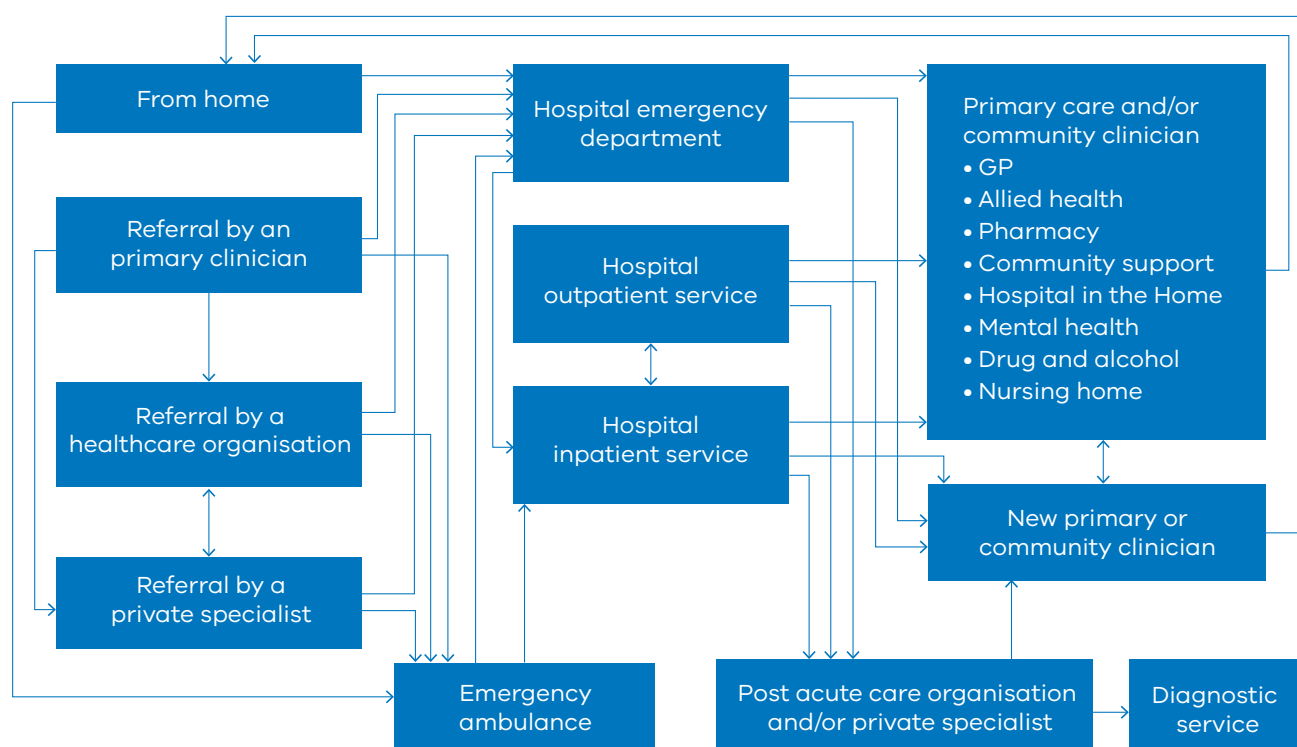 From home
Referral by an
primary clinician
Referral by a
healthcare organisation
Referral by a
private specialist
Emergency
ambulance
Hospital emergency
department
Hospital
outpatient service
Hospital
inpatient service
Primary care and/or
community clinician
• GP
• Allied health
• Pharmacy
• Community support
• Hospital in the Home
• Mental health
• Drug and alcohol
• Nursing home
New primary or
community clinician
Post acute care organisation
and/or private specialist
Diagnostic
service